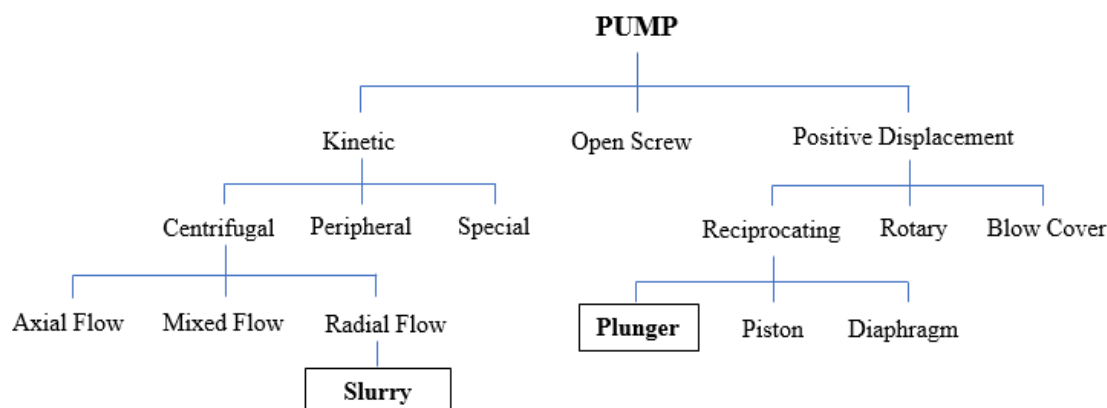 PUMP
Kinetic Open Screw Positive Displacement
Centrifugal Peripheral Special Reciprocating Rotary Blow Cover
Axial Flow Mixed Flow Radial Flow Plunger Piston Diaphragm
Slurry